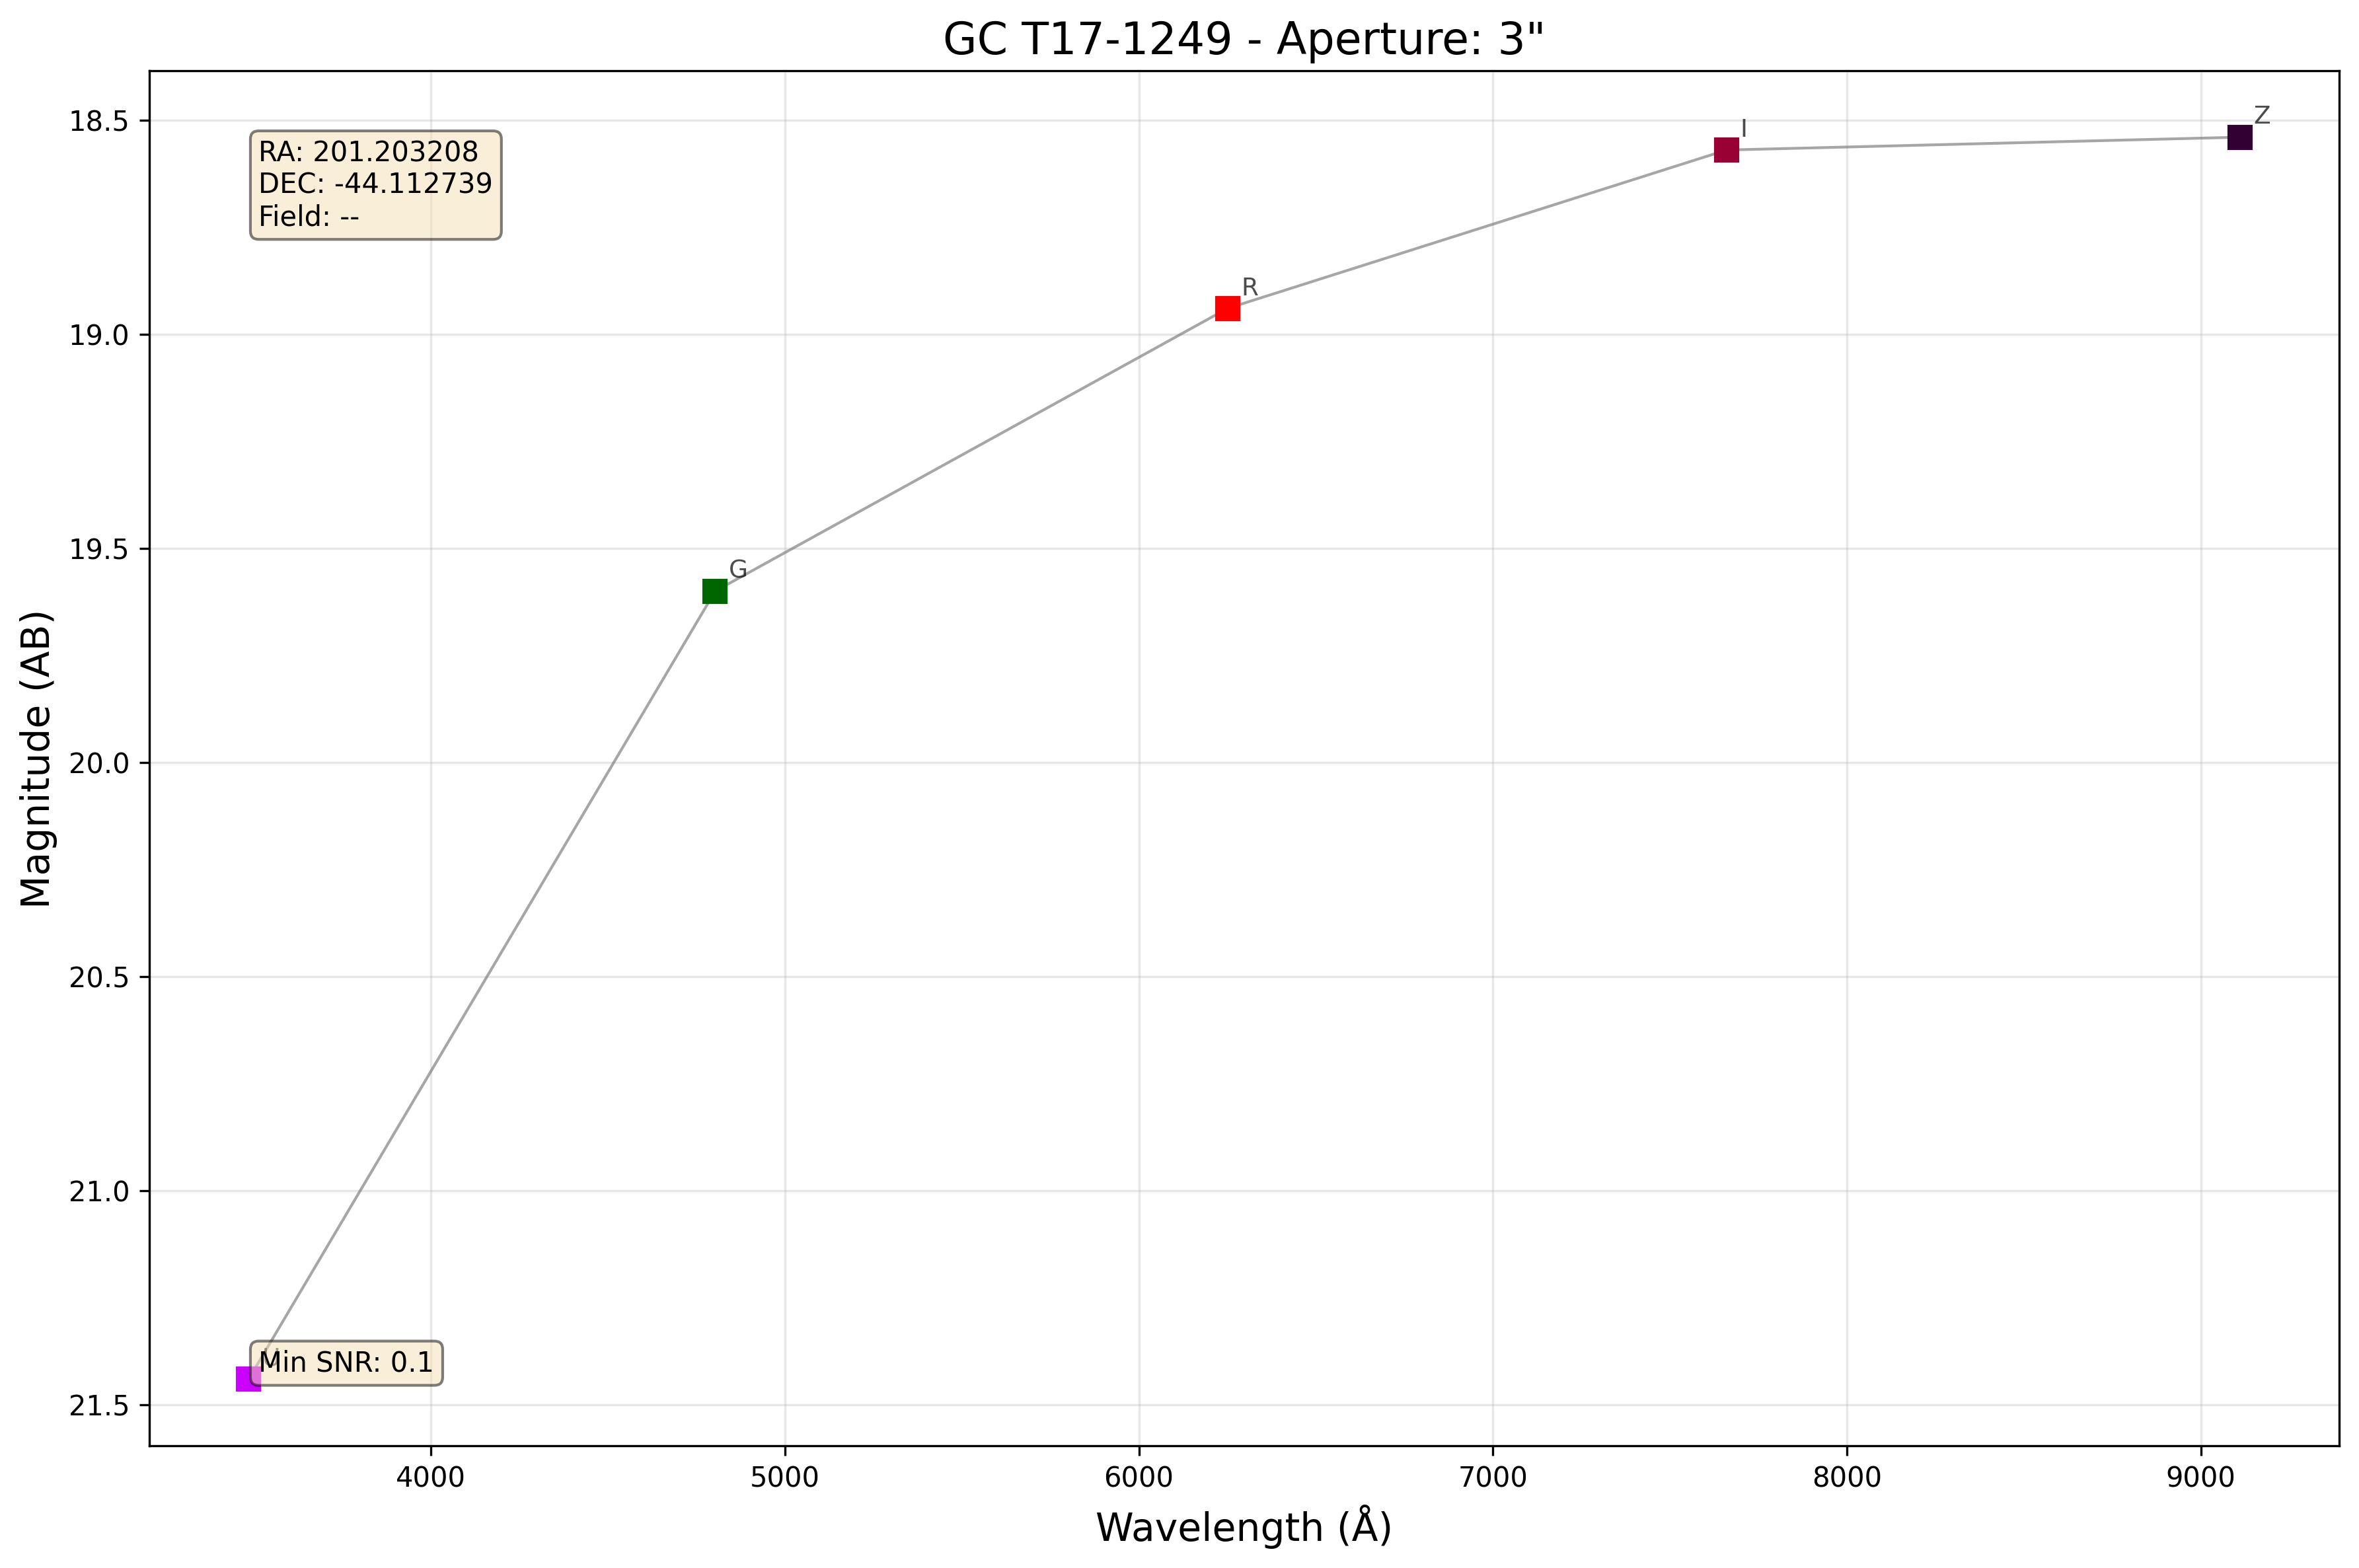 GC T17-1249 - Aperture: 3"
RA: 201.203208
DEC: -44.112739
Field: --
Z
I
R
G
Min SNR: 0.1
18.5
19.0
19.5
20.0
20.5
21.0
21.5
Magnitude (AB)
4000 5000 6000 7000 8000 9000
Wavelength (Å)